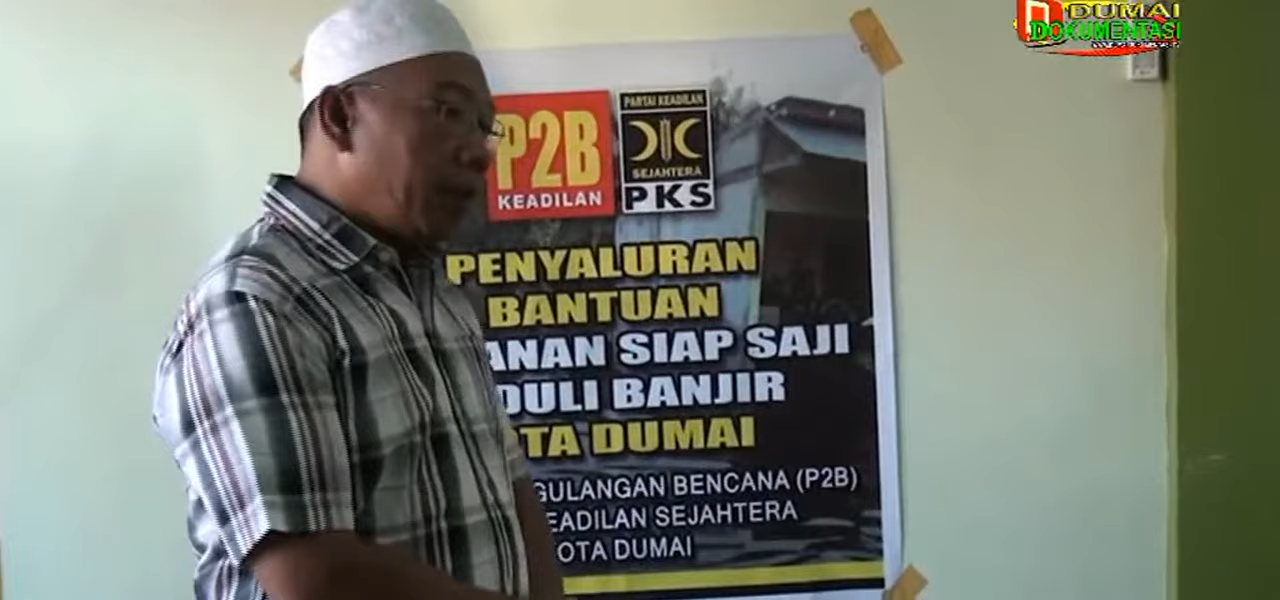 DUMAI
DOKUMENTASI
P2B
KEADILAN
PARTAI KEADILAN
SEJAHTERA
PKS
PENYALURAN
BANTUAN
ANAN SIAP SAJI
DULI BANJIR
OTA DUMAI
GULANGAN BENCANA (P2B)
EADILAN SEJAHTERA
OTA DUMAI